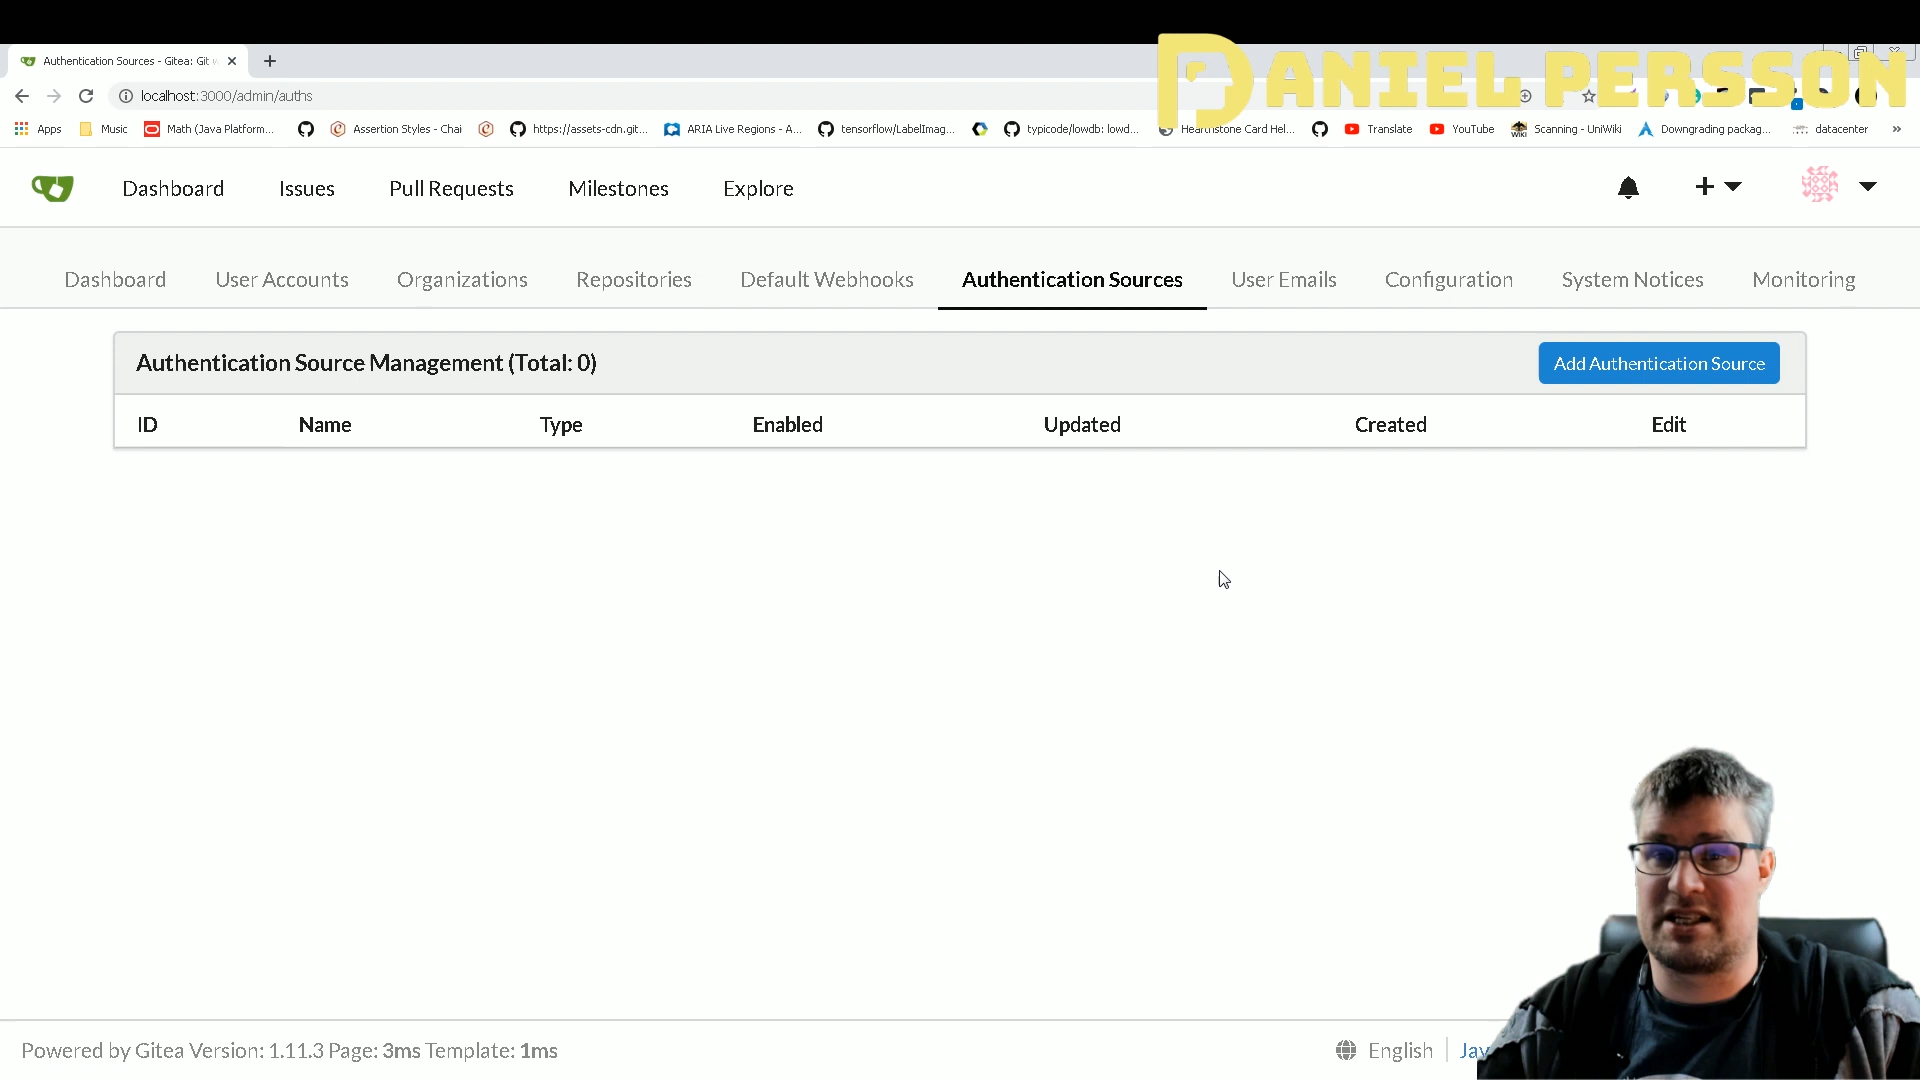 Authentication Sources - Gitea: Git
DANIEL PERSSON
localhost:3000/admin/auths
Apps Music Math (Java Platform... Assertion Styles - Chai https://assets-cdn.git... ARIA Live Regions - A... tensorflow/LabelImag... typicode/lowdb: lowd... Hearthstone Card Hel... Translate YouTube Scanning - UniWiki Downgrading packag... datacenter »
Dashboard Issues Pull Requests Milestones Explore
Dashboard User Accounts Organizations Repositories Default Webhooks Authentication Sources User Emails Configuration System Notices Monitoring
Authentication Source Management (Total: 0) Add Authentication Source
ID Name Type Enabled Updated Created Edit
Powered by Gitea Version: 1.11.3 Page: 3ms Template: 1ms English Jav